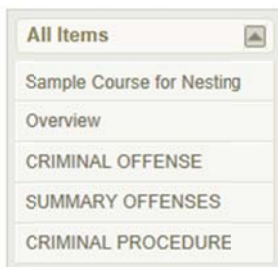 All Items
Sample Course for Nesting
Overview
CRIMINAL OFFENSE
SUMMARY OFFENSES
CRIMINAL PROCEDURE